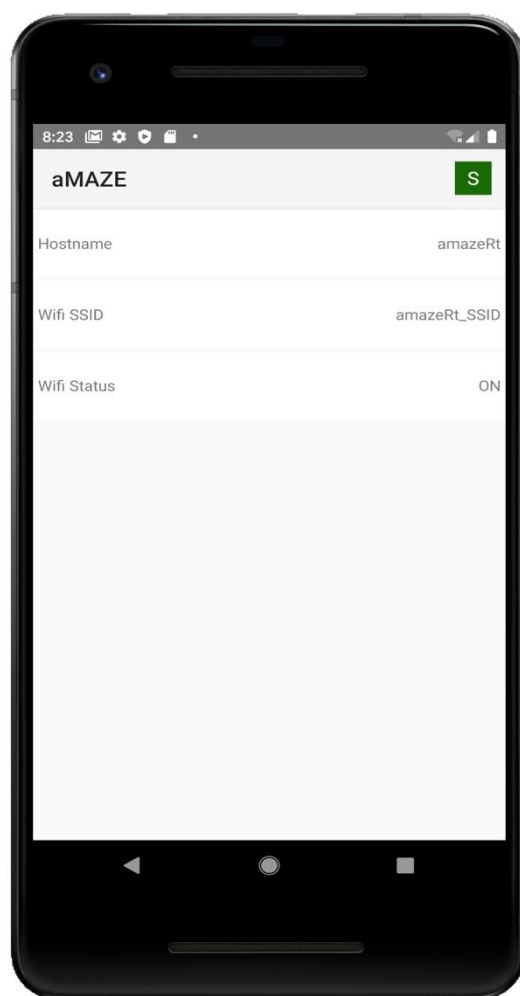 8:23
aMAZE S
Hostname amazeRt
Wifi SSID amazeRt_SSID
Wifi Status ON